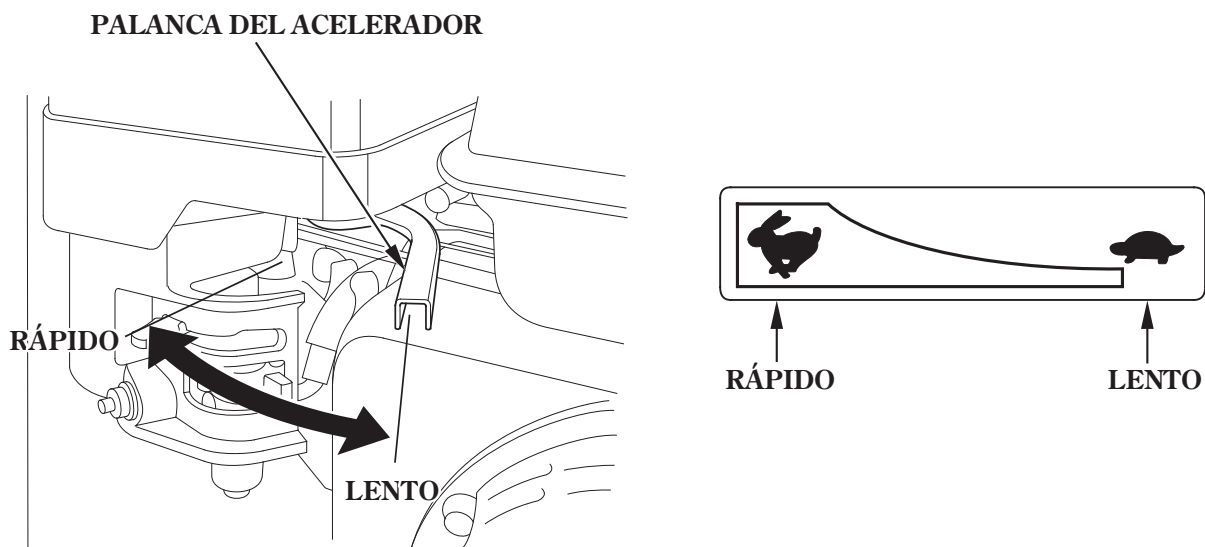 PALANCA DEL ACELERADOR
RÁPIDO
LENTO
RÁPIDO
LENTO